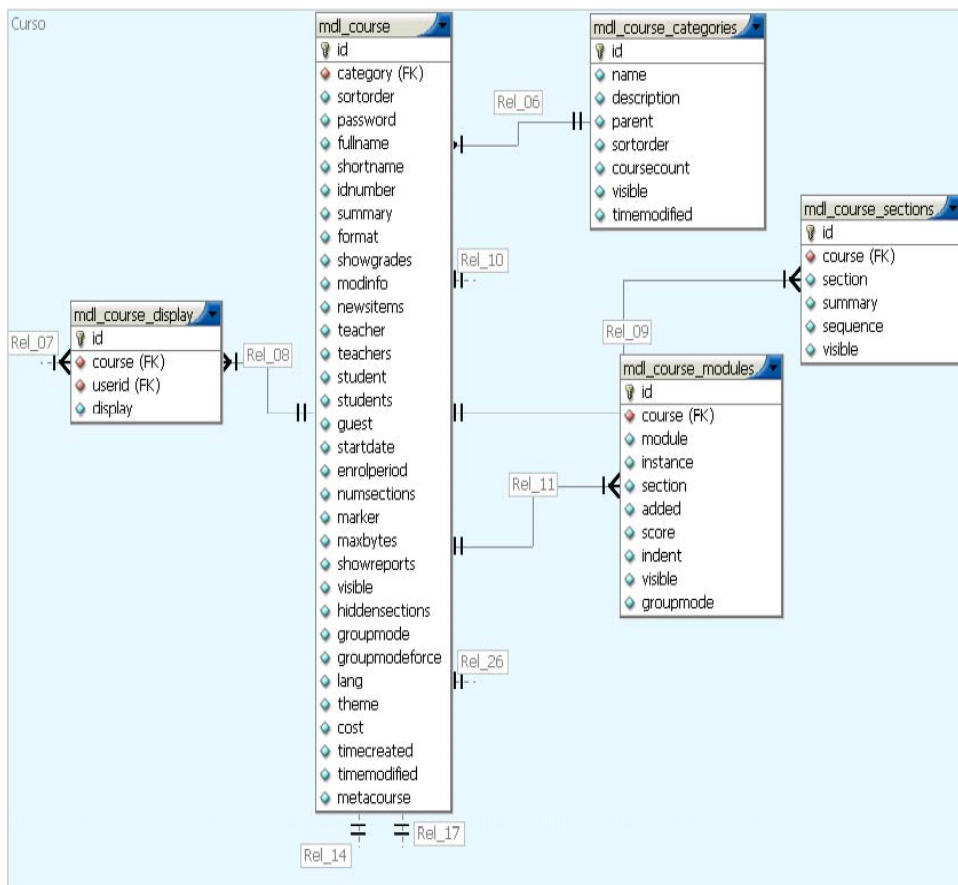 Curso
mdl_course
id
category (FK)
sortorder
password
fullname
shortname
idnumber
summary
format
showgrades
modinfo
newsitems
teacher
teachers
student
students
guest
startdate
enrolperiod
numsections
marker
maxbytes
showreports
visible
hiddensections
groupmode
groupmodeforce
lang
theme
cost
timecreated
timemodified
metacourse
mdl_course_categories
id
name
description
parent
sortorder
coursecount
visible
timemodified
mdl_course_sections
id
course (FK)
section
summary
sequence
visible
mdl_course_display
id
course (FK)
userid (FK)
display
mdl_course_modules
id
course (FK)
module
instance
section
added
score
indent
visible
groupmode
Rel_06
Rel_10
Rel_07
Rel_08
Rel_09
Rel_11
Rel_26
Rel_17
Rel_14